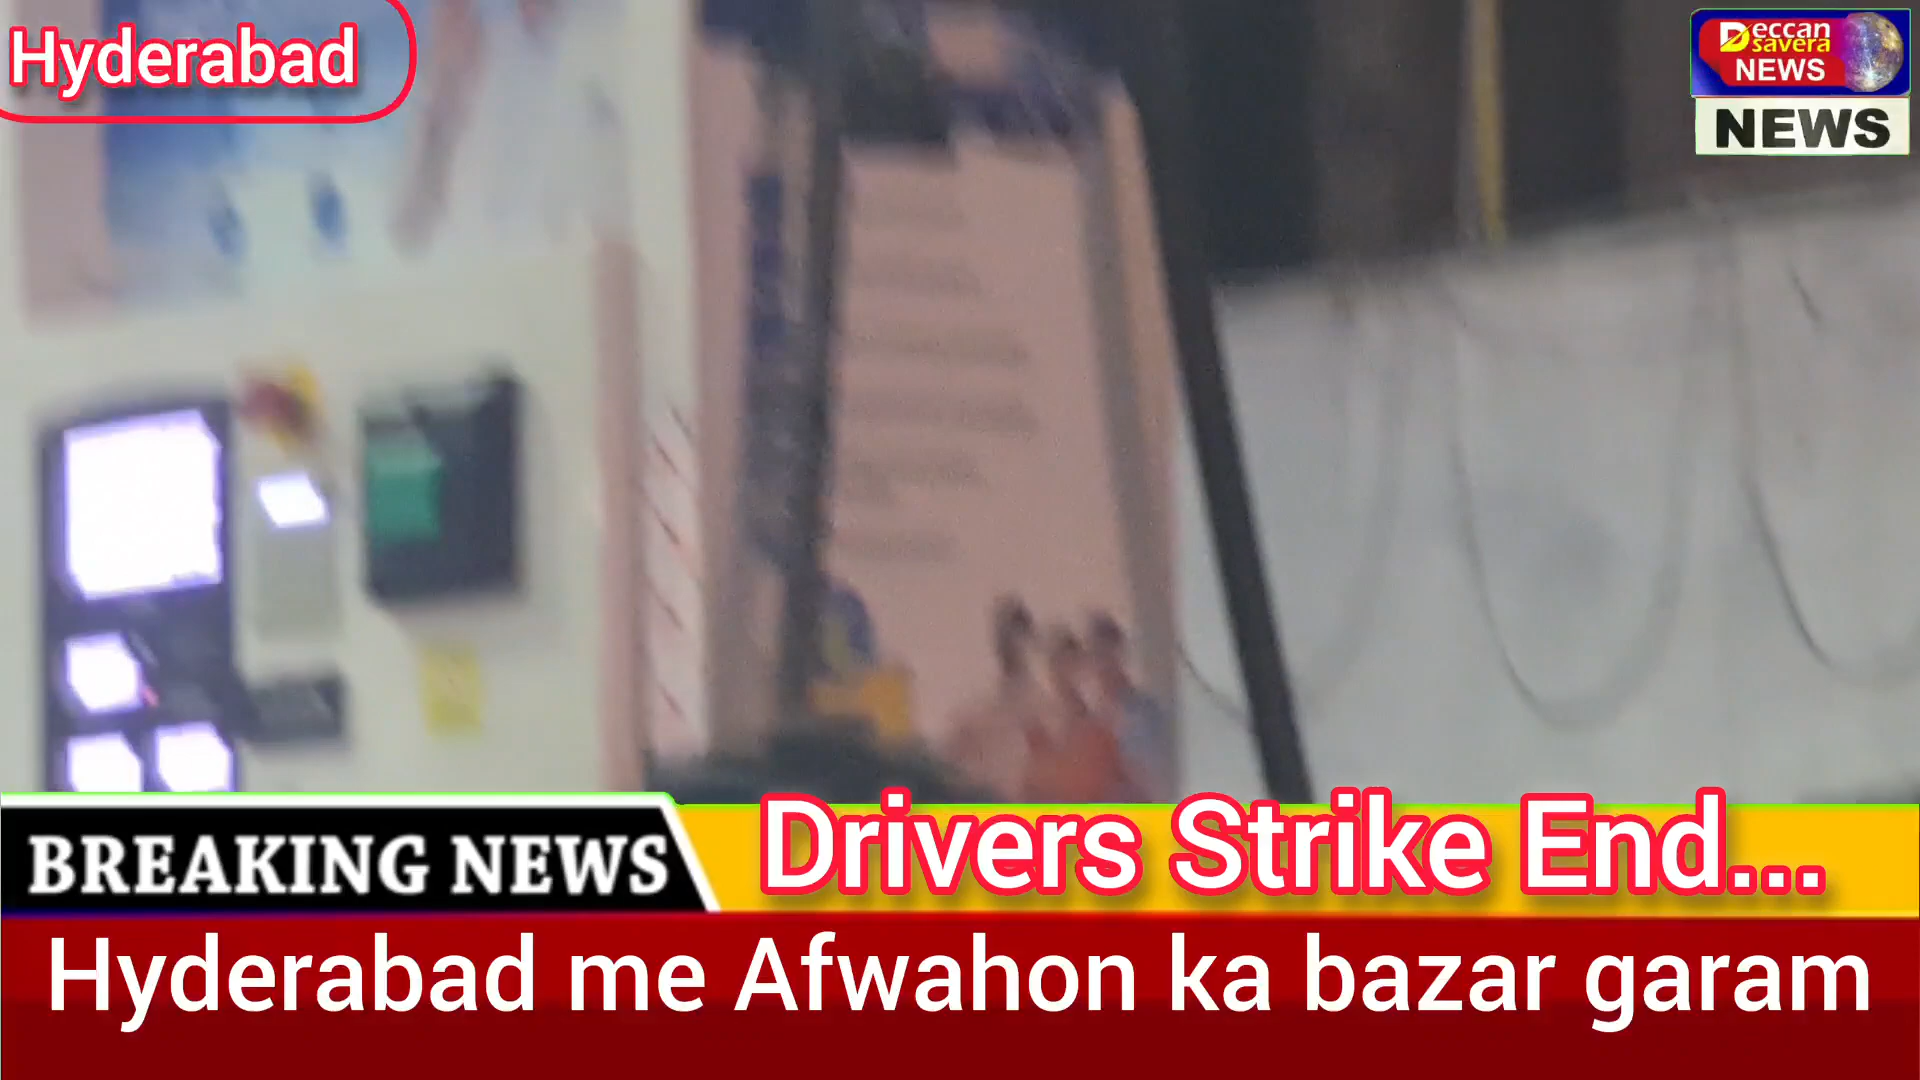 Hyderabad
Deccan
savera
NEWS
NEWS
BREAKING NEWS
Drivers Strike End...
Hyderabad me Afwahon ka bazar garam